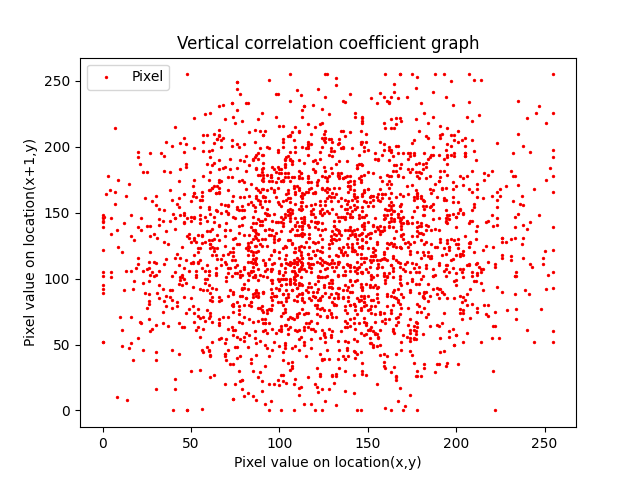 Vertical correlation coefficient graph
Pixel
250
200
150
100
50
0
Pixel value on location(x+1,y)
0 50 100 150 200 250
Pixel value on location(x,y)